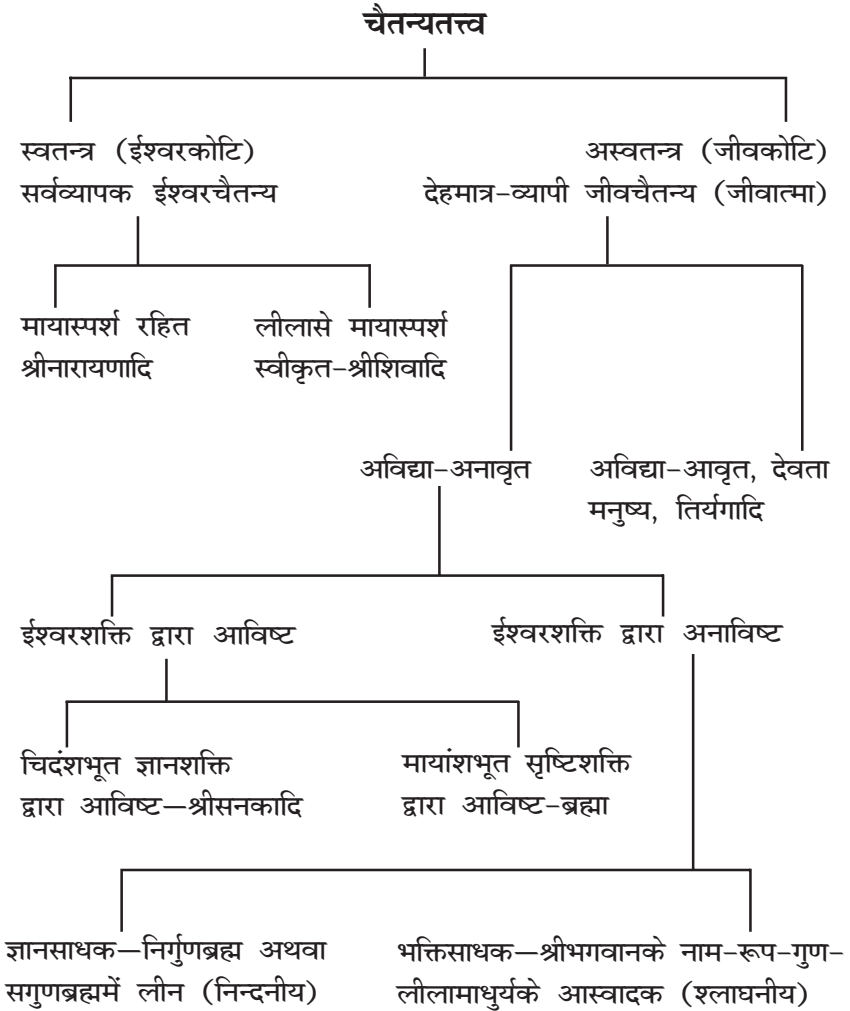 चैतन्यतत्त्व
स्वतन्त्र (ईश्वरकोटि)
सर्वव्यापक ईश्वरचैतन्य
अस्वतन्त्र (जीवकोटि)
देहमात्र-व्यापी जीवचैतन्य (जीवात्मा)
मायास्पर्श रहित
श्रीनारायणादि
लीलासे मायास्पर्श
स्वीकृत-श्रीशिवादि
अविद्या-अनावृत
अविद्या-आवृत, देवता
मनुष्य, तिर्यगादि
ईश्वरशक्ति द्वारा आविष्ट
ईश्वरशक्ति द्वारा अनाविष्ट
चिदंशभूत ज्ञानशक्ति
द्वारा आविष्ट—श्रीसनकादि
मायांशभूत सृष्टिशक्ति
द्वारा आविष्ट-ब्रह्मा
ज्ञानसाधक—निर्गुणब्रह्म अथवा
सगुणब्रह्ममें लीन (निन्दनीय)
भक्तिसाधक—श्रीभगवानके नाम-रूप-गुण-
लीलामाधुर्यके आस्वादक (श्लाघनीय)